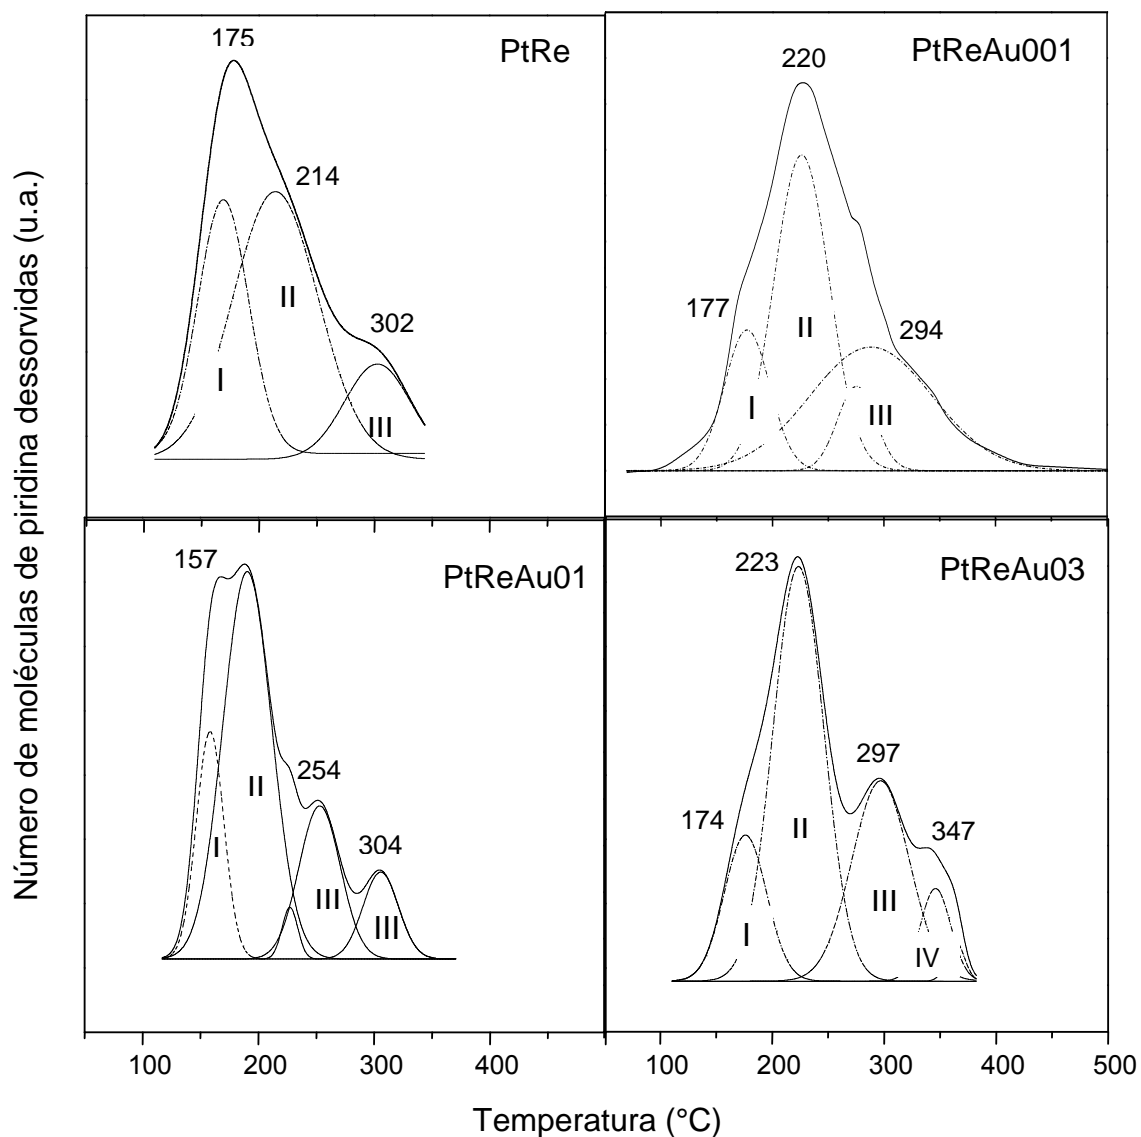 Número de moléculas de piridina dessorvidas (u.a.)
PtRe
175
214
302
I
II
III
PtReAu001
220
177
294
I
II
III
PtReAu01
157
254
304
I
II
III
III
PtReAu03
223
174
297
347
I
II
III
IV
100 200 300 400
100 200 300 400 500
Temperatura (°C)